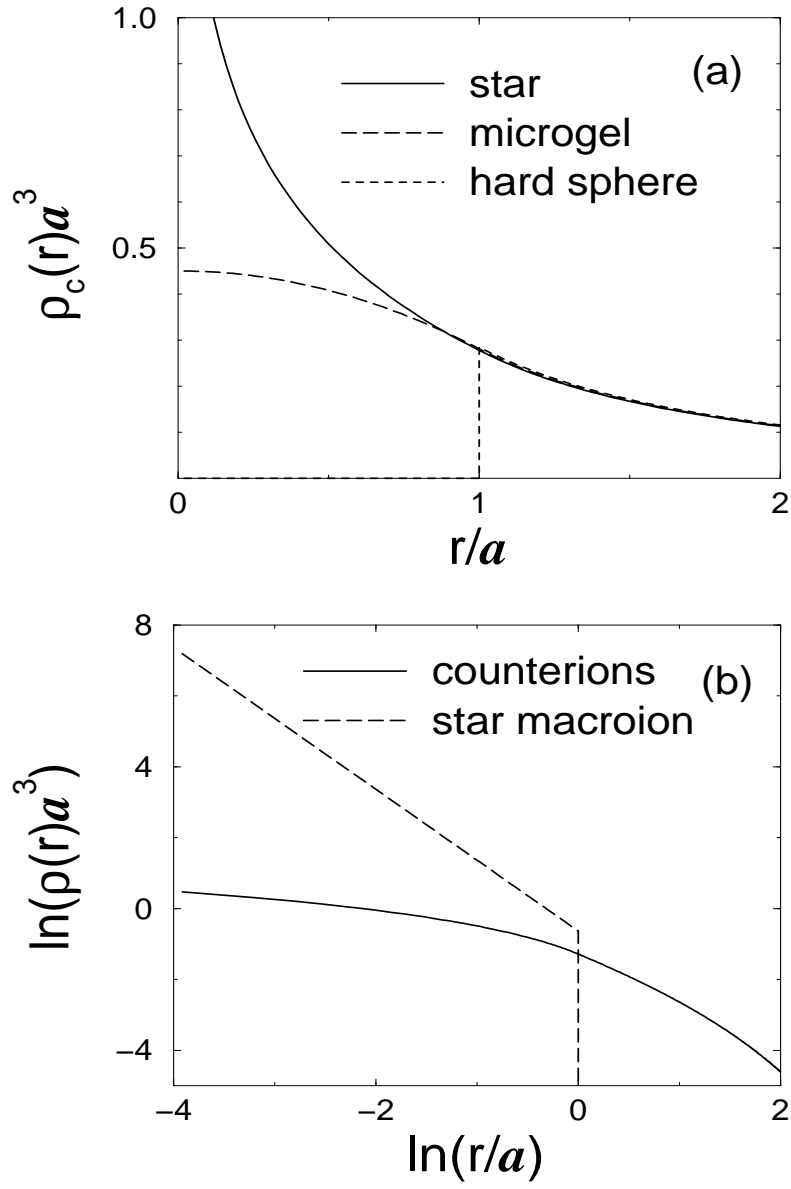 1.0
(a)
star
microgel
hard sphere
ρc(r)a³
0.5
0 1 2
r/a
8
counterions
(b)
star macroion
4
ln(ρ(r)a³)
0
−4
−4 −2 0 2
ln(r/a)